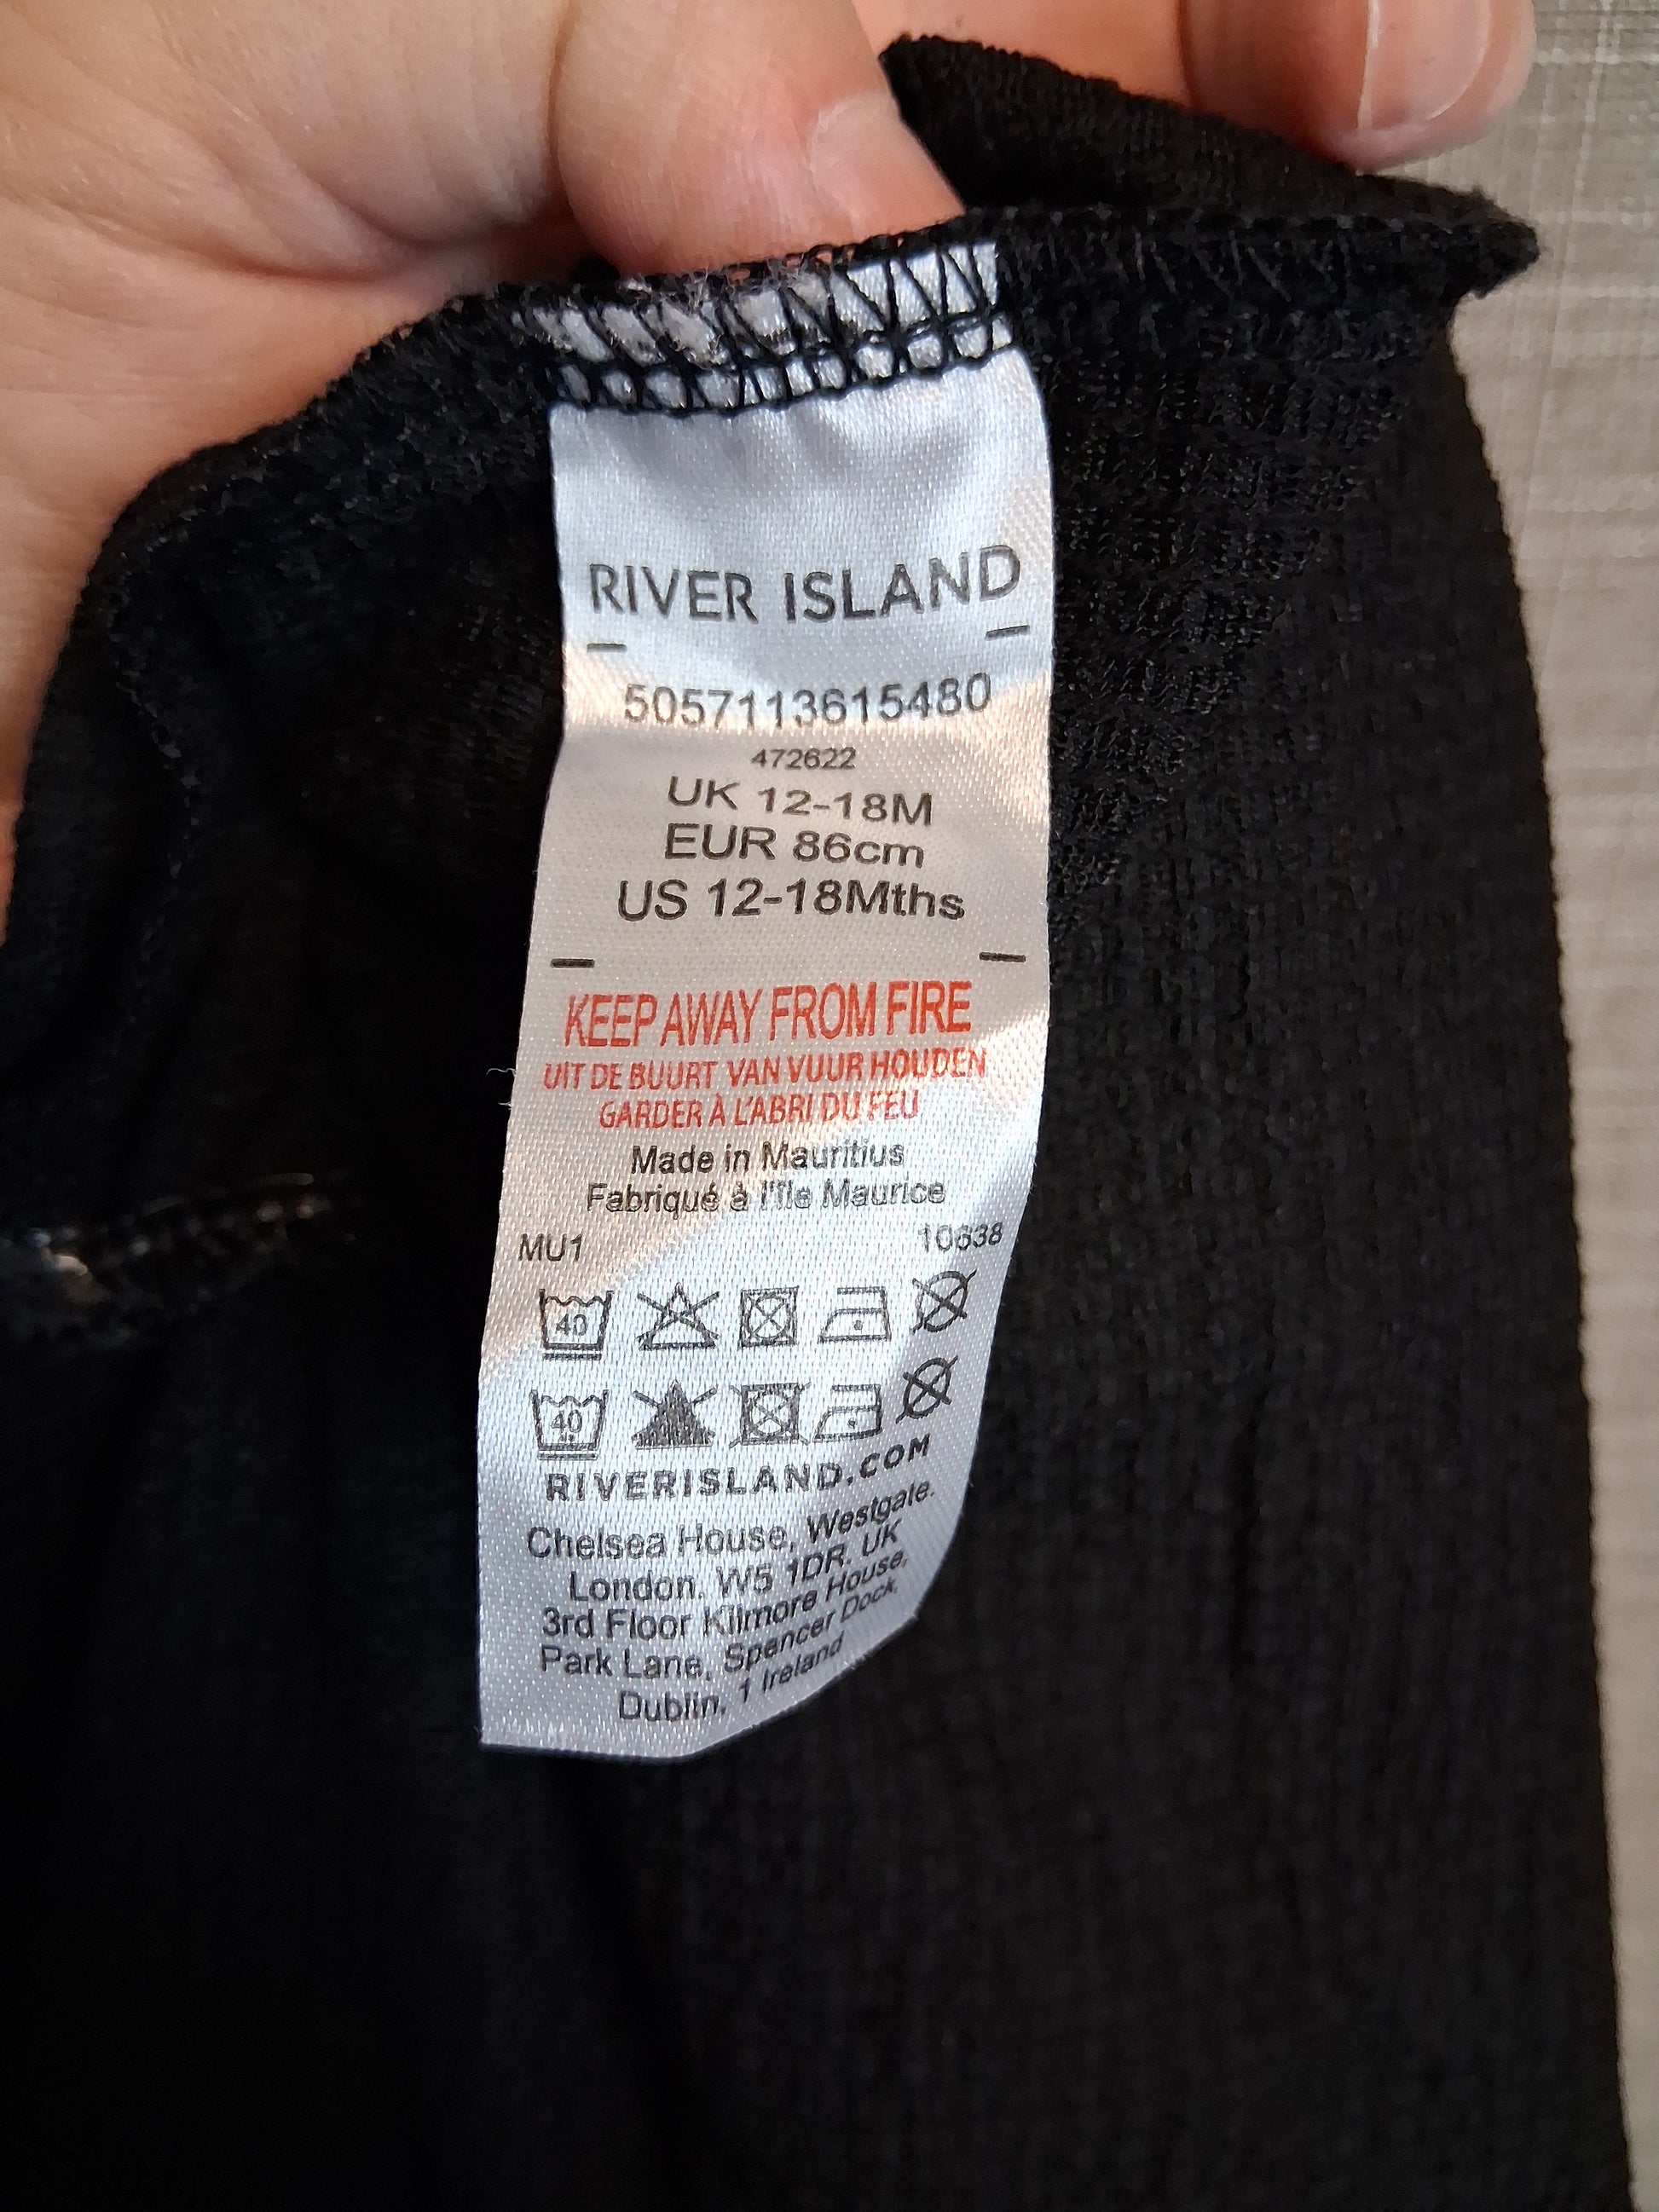 RIVER ISLAND
5057113615480
472622
UK 12-18M
EUR 86cm
US 12-18Mths
KEEP AWAY FROM FIRE
UIT DE BUURT VAN VUUR HOUDEN
GARDER À L'ABRI DU FEU
Made in Mauritius
Fabriqué à l'île Maurice
MU1 10638
40
40
RIVERISLAND.COM
Chelsea House, Westgate.
London. W5 1DR. UK
3rd Floor Kilmore House,
Park Lane, Spencer Dock,
Dublin, 1 Ireland